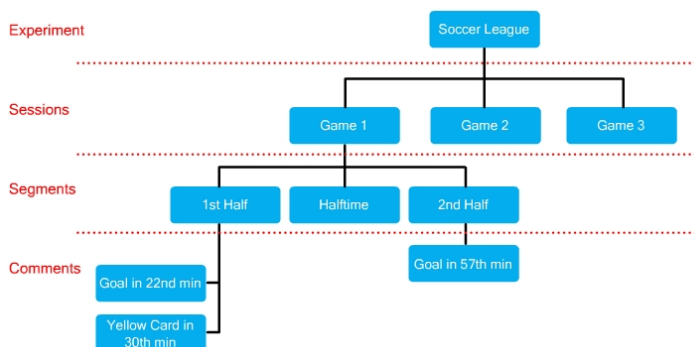 Experiment
Soccer League
Sessions
Game 1
Game 2
Game 3
Segments
1st Half
Halftime
2nd Half
Comments
Goal in 22nd min
Goal in 57th min
Yellow Card in
30th min